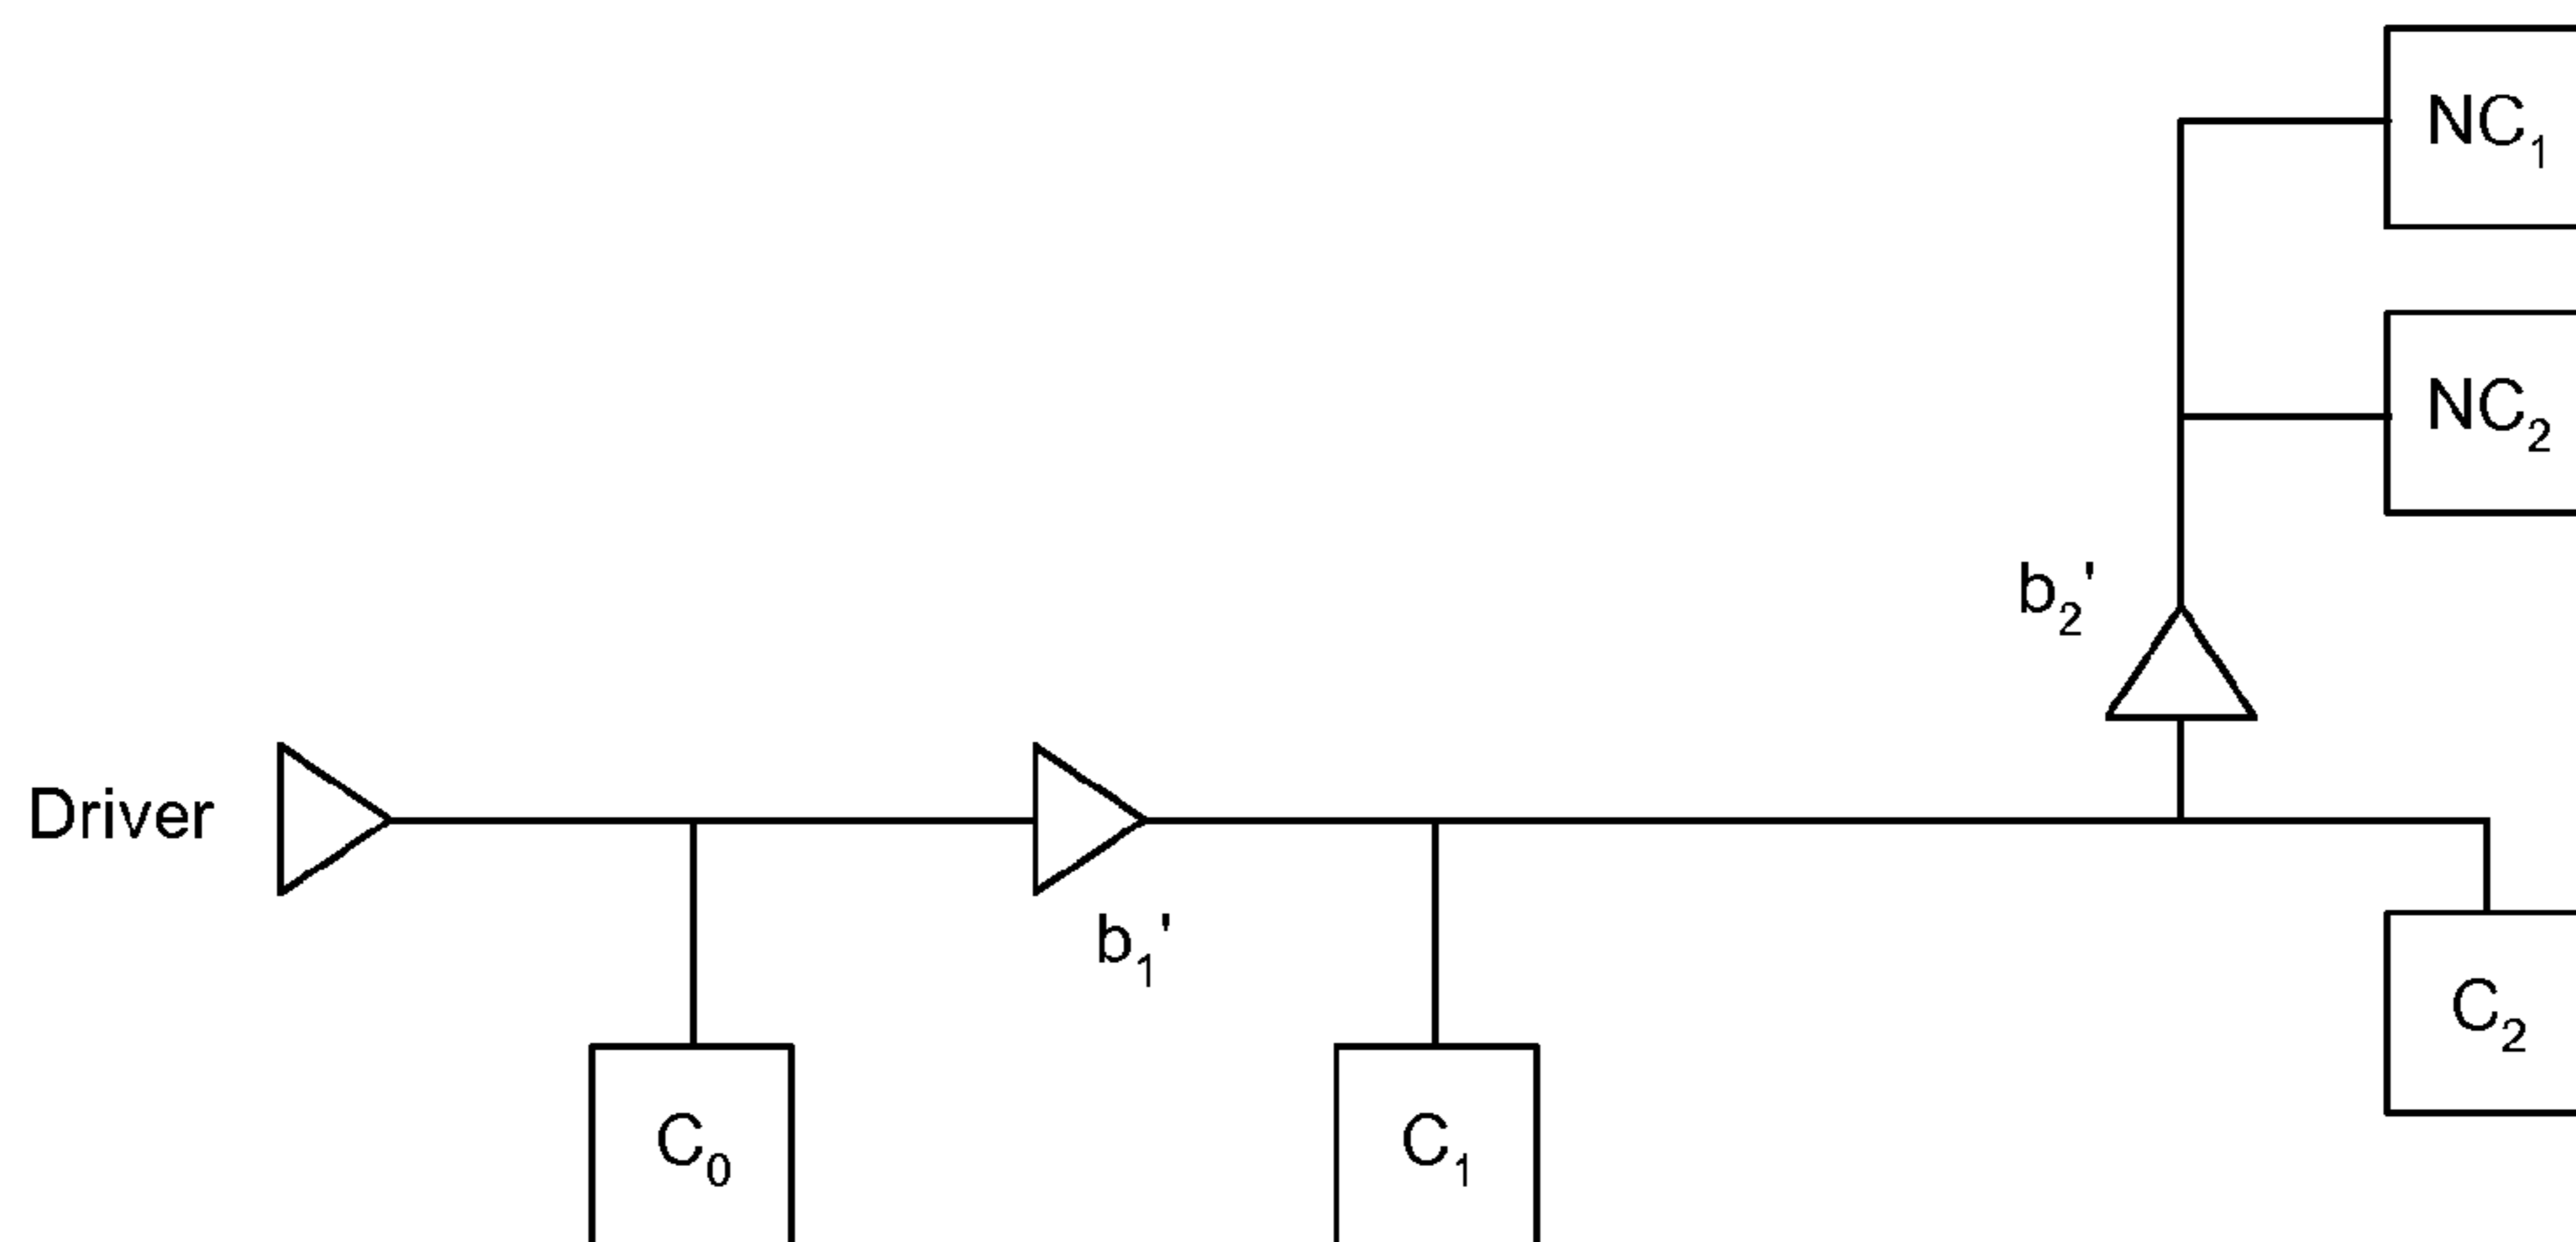 NC₁
NC₂
b₂'
Driver
b₁'
C₂
C₀
C₁